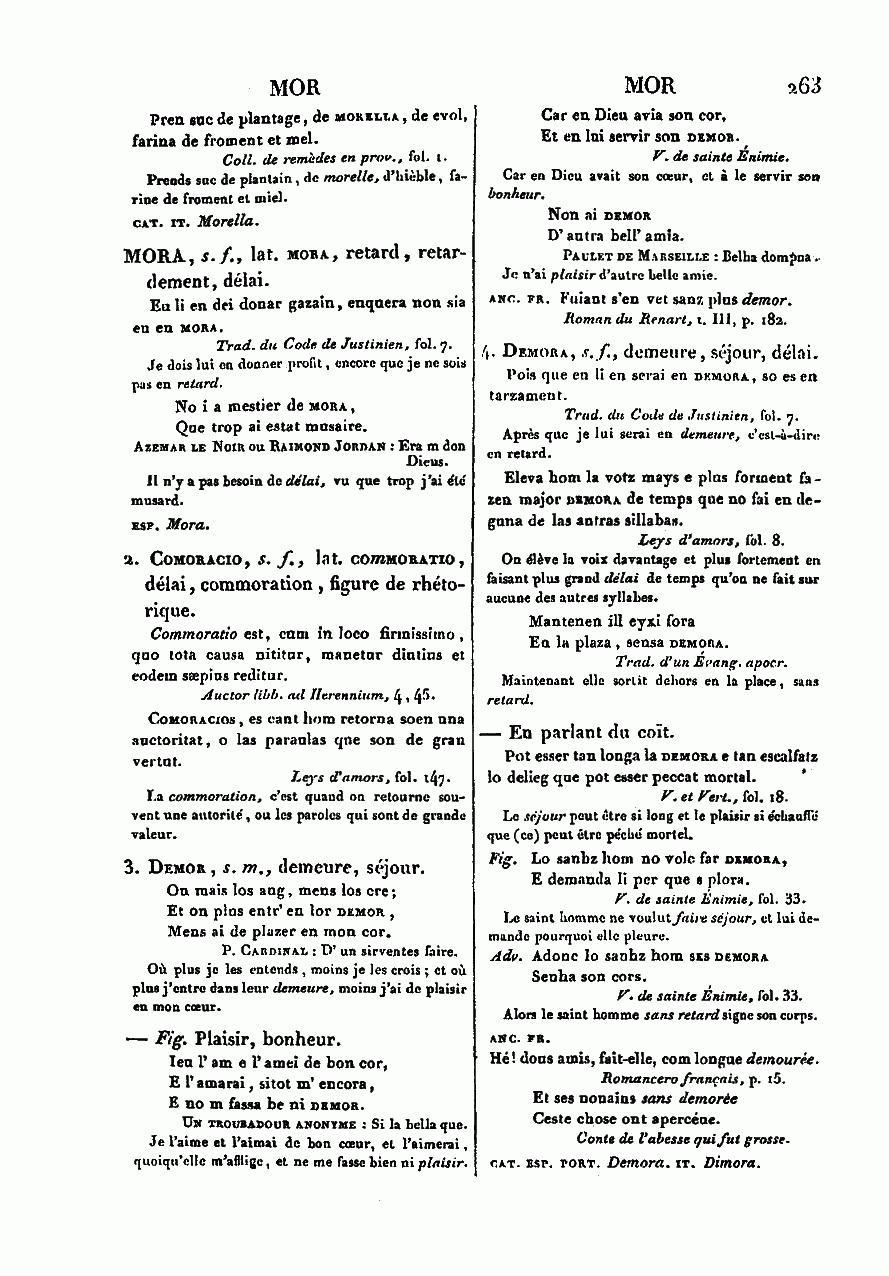 MOR
MOR 263
Pren suc de plantage, de MORELLA, de evol,
farina de froment et mel.
Coll. de remèdes en prov., fol. 1.
Prends suc de plantain, de morelle, d'hièble, fa-
rine de froment et miel.
CAT. IT. Morella.
MORA, s. f., lat. MORA, retard, retar-
dement, délai.
En li en dei donar gazain, enquera non sia
eu en MORA.
Trad. du Code de Justinien, fol. 7.
Je dois lui en donner profit, encore que je ne sois
pas en retard.
No i a mestier de MORA,
Que trop ai estat musaire.
AZEMAR LE NOIR ou RAIMOND JORDAN : Era m don
Dieus.
Il n'y a pas besoin de délai, vu que trop j'ai été
musard.
ESP. Mora.
2. COMORACIO, s. f., lat. COMMORATIO,
délai, commoration, figure de rhéto-
rique.
Commoratio est, cum in loco firmissimo,
quo tota causa nititur, manetur diutius et
eodem sæpius reditur.
Auctor libb. ad Herennium, 4, 45.
COMORACIOS, es cant hom retorna soen una
auctoritat, o las paraulas que son de gran
vertut.
Leys d'amors, fol. 147.
La commoration, c'est quand on retourne sou-
vent une autorité, ou les paroles qui sont de grande
valeur.
3. DEMOR, s. m., demeure, séjour.
On mais los aug, mens los cre;
Et on plus entr' en lor DEMOR,
Mens ai de plazer en mon cor.
P. CARDINAL : D' un sirventes faire.
Où plus je les entends, moins je les crois; et où
plus j'entre dans leur demeure, moins j'ai de plaisir
en mon cœur.
— Fig. Plaisir, bonheur.
Ieu l' am e l' amei de bon cor,
E l' amarai, sitot m' encora,
E no m fassa be ni DEMOR.
UN TROUBADOUR ANONYME : Si la bella que.
Je l'aime et l'aimai de bon cœur, et l'aimerai,
quoiqu'elle m'afflige, et ne me fasse bien ni plaisir.
Car en Dieu avia son cor,
Et en lui servir son DEMOR.
V. de sainte Énimie.
Car en Dieu avait son cœur, et à le servir son
bonheur.
Non ai DEMOR
D' autra bell' amia.
PAULET DE MARSEILLE : Belha dompna.
Je n'ai plaisir d'autre belle amie.
ANC. FR. Fuiant s'en vet sanz plus demor.
Roman du Renart, t. III, p. 182.
4. DEMORA, s. f., demeure, séjour, délai.
Pois que en li en serai en DEMORA, so es en
tarzament.
Trad. du Code de Justinien, fol. 7.
Après que je lui serai en demeure, c'est-à-dire
en retard.
Eleva hom la votz mays e plus forment fa-
zen major DEMORA de temps que no fai en de-
guna de las autras sillabas.
Leys d'amors, fol. 8.
On élève la voix davantage et plus fortement en
faisant plus grand délai de temps qu'on ne fait sur
aucune des autres syllabes.
Mantenen ill eyxi fora
En la plaza, sensa DEMORA.
Trad. d'un Évang. apocr.
Maintenant elle sortit dehors en la place, sans
retard.
— En parlant du coït.
Pot esser tan longa la DEMORA e tan escalfatz
lo delieg que pot esser peccat mortal.
V. et Vert., fol. 18.
Le séjour peut être si long et le plaisir si échauffé
que (ce) peut être péché mortel.
Fig. Lo sanhz hom no volc far DEMORA,
E demanda li per que s plora.
V. de sainte Énimie, fol. 33.
Le saint homme ne voulut faire séjour, et lui de-
mande pourquoi elle pleure.
Adv. Adonc lo sanhz hom SES DEMORA
Senha son cors.
V. de sainte Énimie, fol. 33.
Alors le saint homme sans retard signe son corps.
ANC. FR.
Hé! dous amis, fait-elle, com longue demourée.
Romancero français, p. 15.
Et ses nonains sans demorée
Ceste chose ont apercéue.
Conte de l'abesse qui fut grosse.
CAT. ESP. PORT. Demora. IT. Dimora.